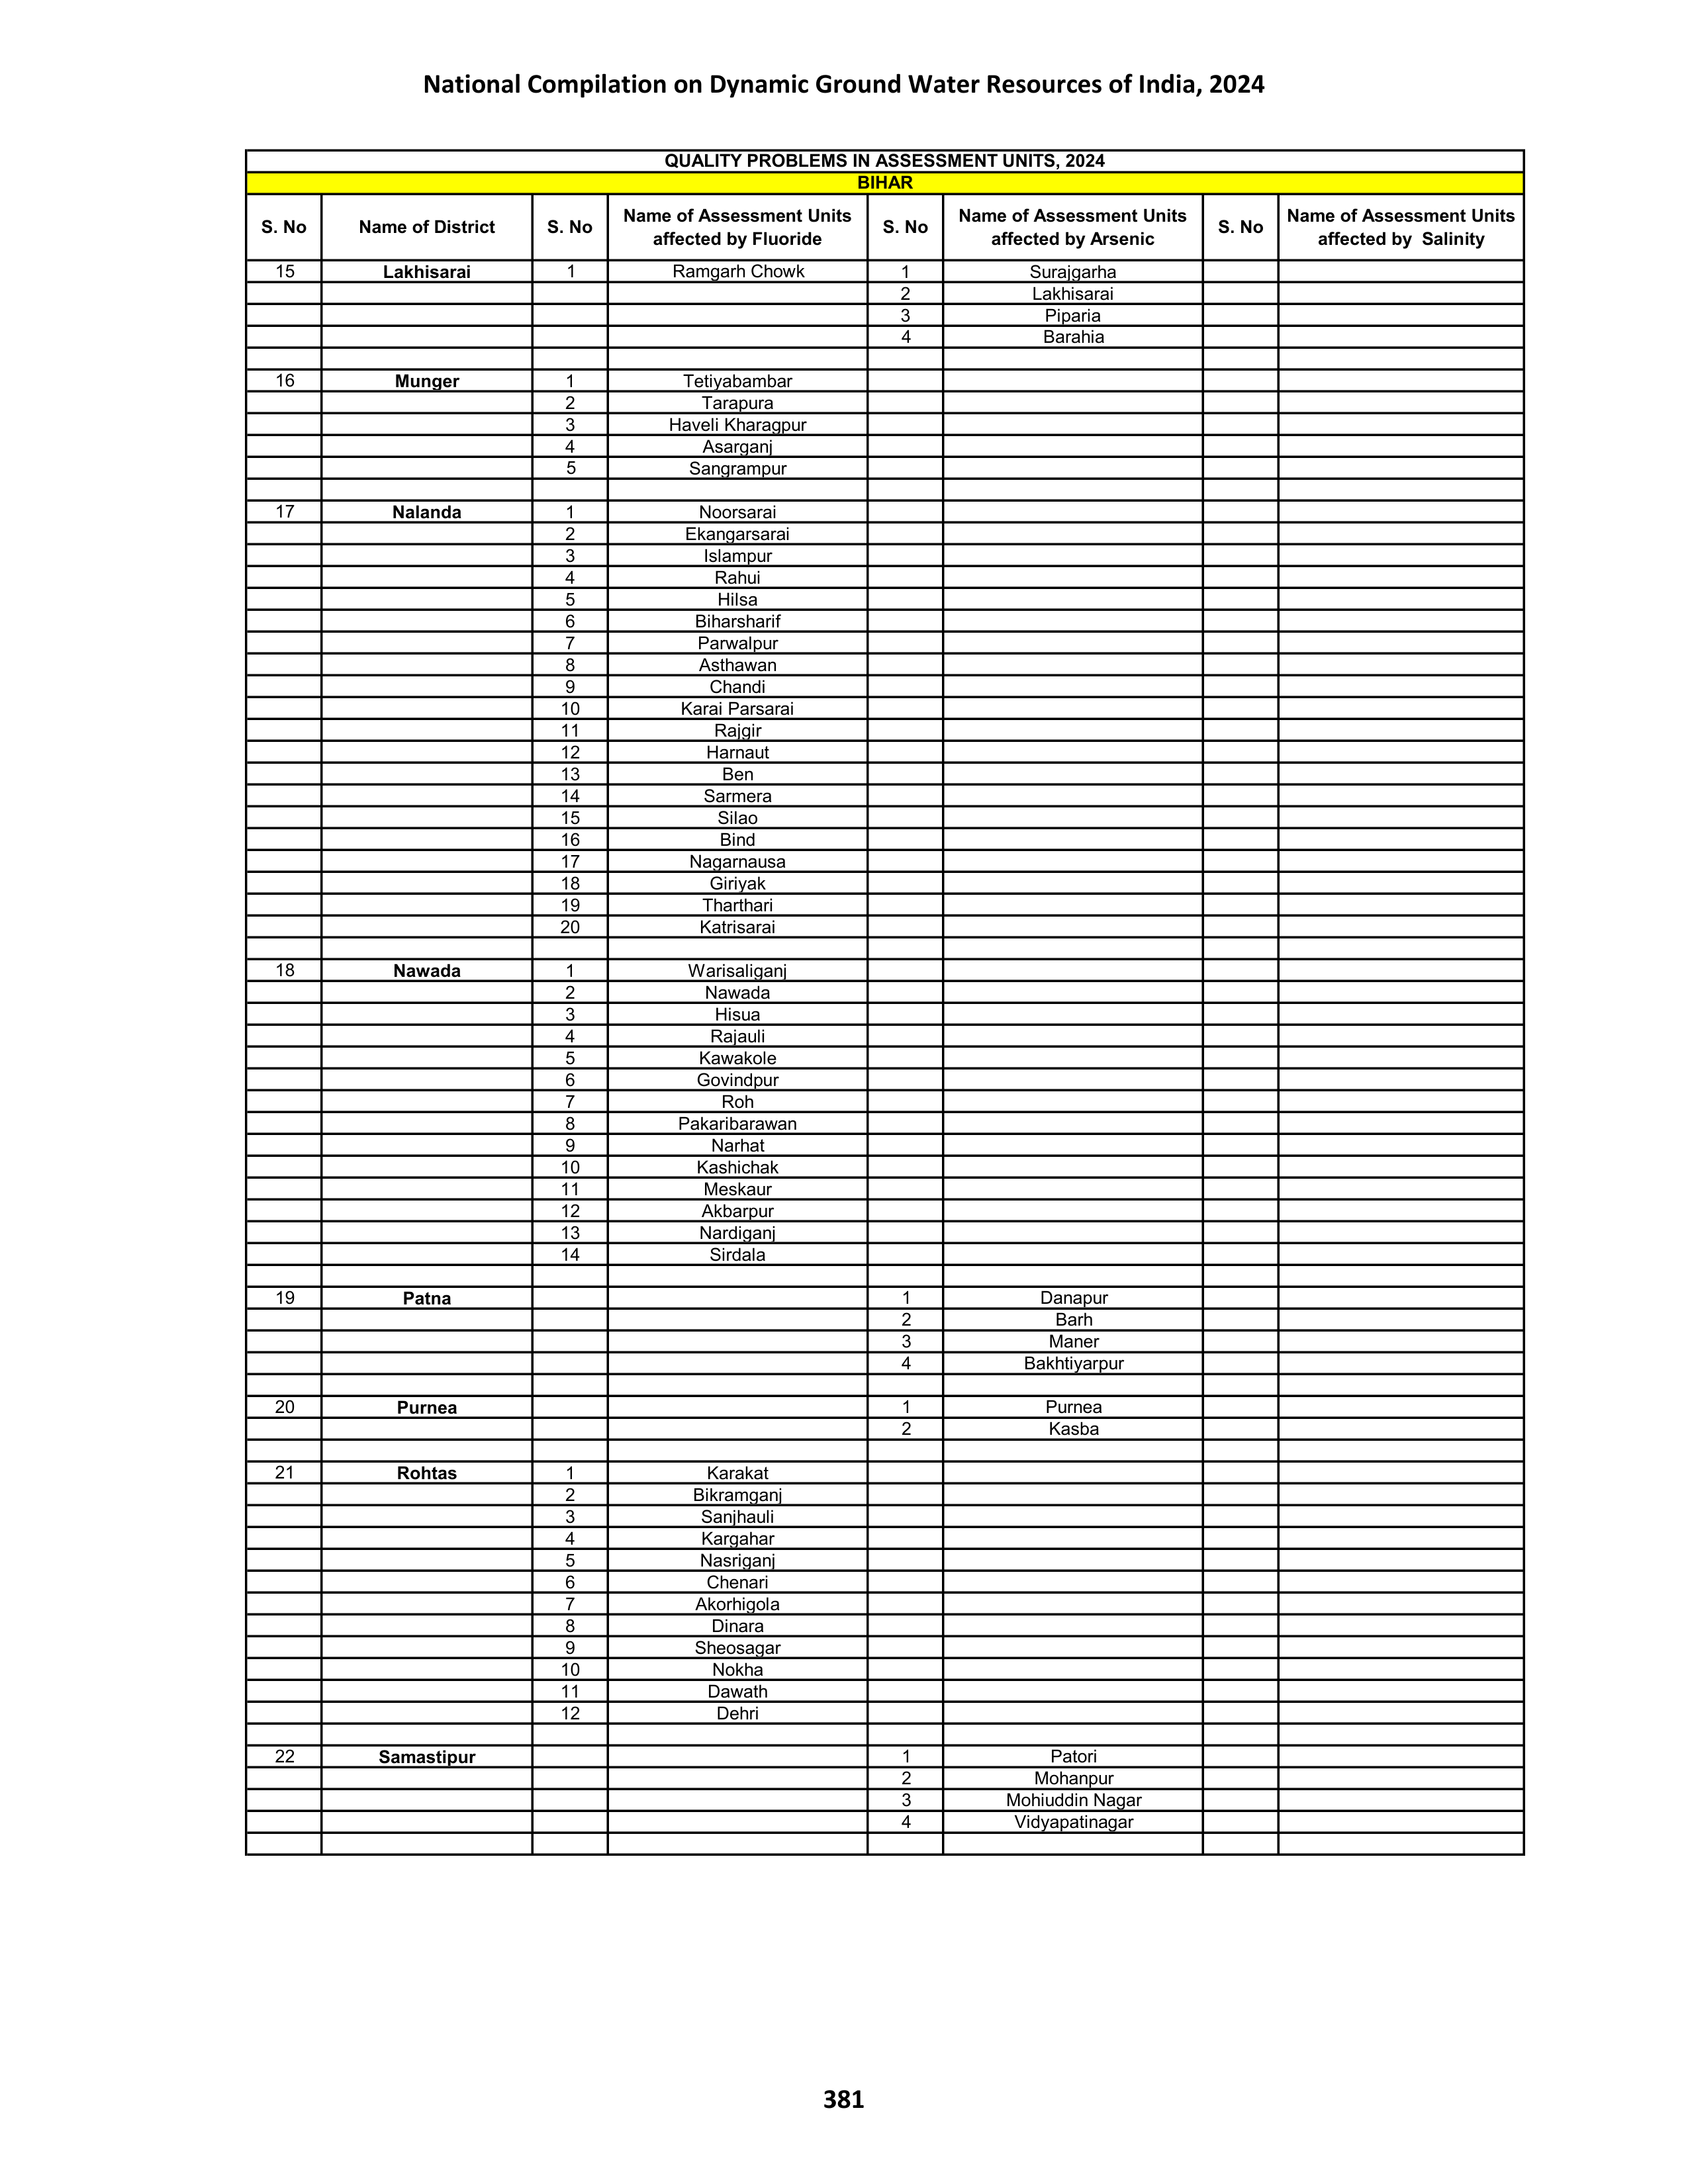 National Compilation on Dynamic Ground Water Resources of India, 2024
QUALITY PROBLEMS IN ASSESSMENT UNITS, 2024
BIHAR
S. No Name of District S. No Name of Assessment Units affected by Fluoride S. No Name of Assessment Units affected by Arsenic S. No Name of Assessment Units affected by Salinity
15 Lakhisarai 1 Ramgarh Chowk 1 Surajgarha
2 Lakhisarai
3 Piparia
4 Barahia
16 Munger 1 Tetiyabambar
2 Tarapura
3 Haveli Kharagpur
4 Asarganj
5 Sangrampur
17 Nalanda 1 Noorsarai
2 Ekangarsarai
3 Islampur
4 Rahui
5 Hilsa
6 Biharsharif
7 Parwalpur
8 Asthawan
9 Chandi
10 Karai Parsarai
11 Rajgir
12 Harnaut
13 Ben
14 Sarmera
15 Silao
16 Bind
17 Nagarnausa
18 Giriyak
19 Tharthari
20 Katrisarai
18 Nawada 1 Warisaliganj
2 Nawada
3 Hisua
4 Rajauli
5 Kawakole
6 Govindpur
7 Roh
8 Pakaribarawan
9 Narhat
10 Kashichak
11 Meskaur
12 Akbarpur
13 Nardiganj
14 Sirdala
19 Patna 1 Danapur
2 Barh
3 Maner
4 Bakhtiyarpur
20 Purnea 1 Purnea
2 Kasba
21 Rohtas 1 Karakat
2 Bikramganj
3 Sanjhauli
4 Kargahar
5 Nasriganj
6 Chenari
7 Akorhigola
8 Dinara
9 Sheosagar
10 Nokha
11 Dawath
12 Dehri
22 Samastipur 1 Patori
2 Mohanpur
3 Mohiuddin Nagar
4 Vidyapatinagar
381